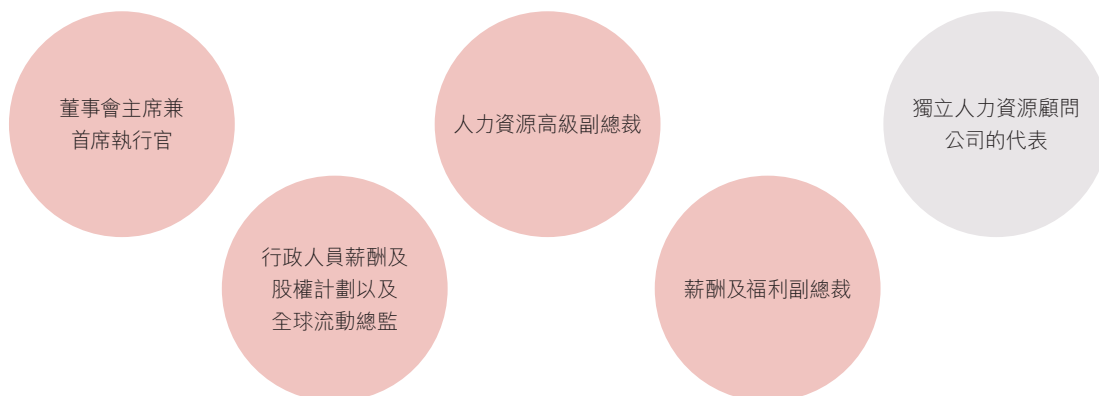 董事會主席兼
首席執行官
人力資源高級副總裁
獨立人力資源顧問
公司的代表
行政人員薪酬及
股權計劃以及
全球流動總監
薪酬及福利副總裁